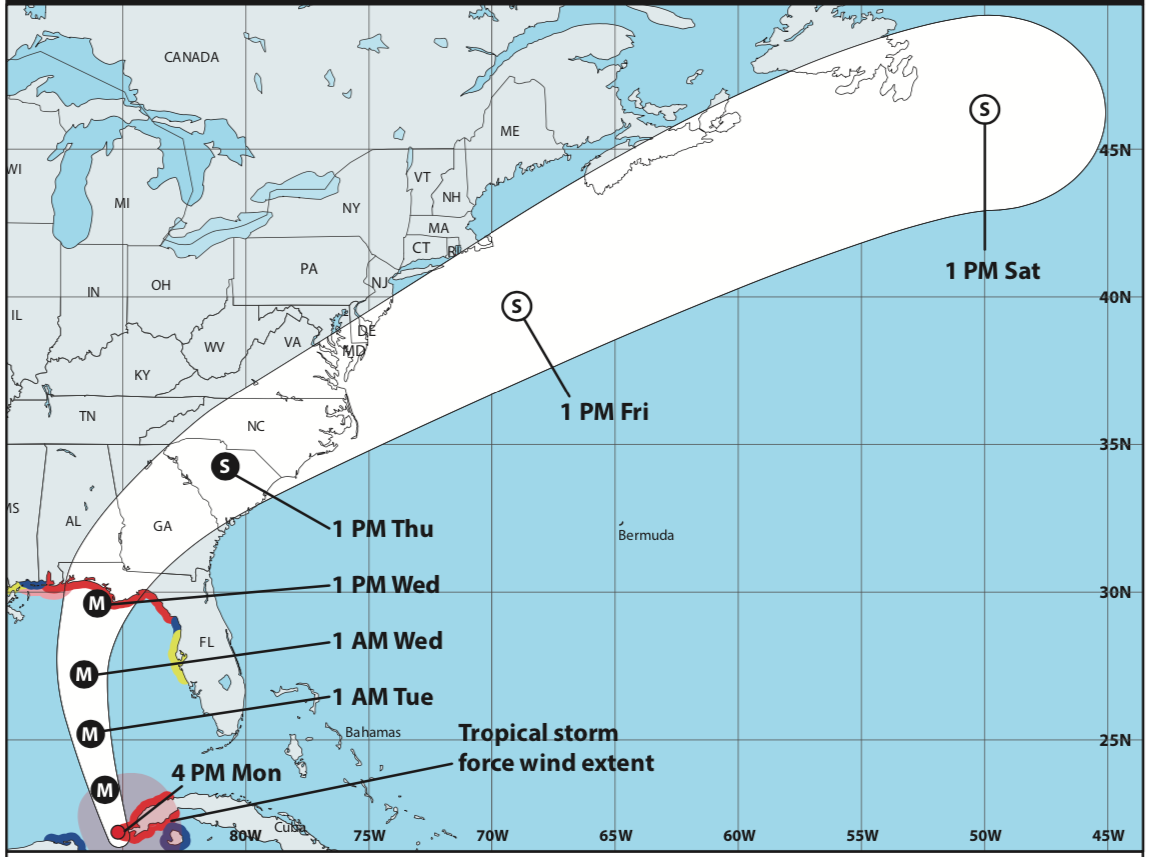 CANADA
ME
WI
45N
S
VT
MI
NH
NY
MA
CT
RI
1 PM Sat
PA
NJ
IN
OH
40N
IL
S
DE
VA
WV
MD
KY
1 PM Fri
TN
NC
35N
S
MS
AL
GA
1 PM Thu
Bermuda
1 PM Wed
30N
M
FL
1 AM Wed
M
1 AM Tue
Bahamas
Tropical storm
force wind extent
M
25N
4 PM Mon
M
Cuba
80W
75W
70W
65W
60W
55W
50W
45W